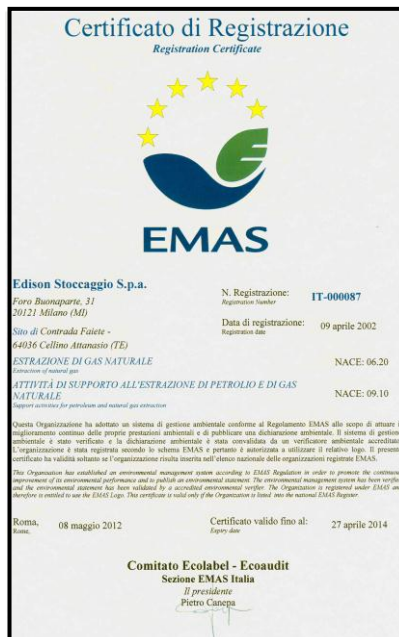 Certificato di Registrazione
Registration Certificate
EMAS
Edison Stoccaggio S.p.a.
Foro Buonaparte, 31
20121 Milano (MI)
N. Registrazione: IT-000087
Registration Number
Sito di Contrada Faiete -
64036 Cellino Attanasio (TE)
Data di registrazione: 09 aprile 2002
Registration date
ESTRAZIONE DI GAS NATURALE NACE: 06.20
Extraction of natural gas
ATTIVITÀ DI SUPPORTO ALL'ESTRAZIONE DI PETROLIO E DI GAS
NATURALE NACE: 09.10
Support activities for petroleum and natural gas extraction
Questa Organizzazione ha adottato un sistema di gestione ambientale conforme al Regolamento EMAS allo scopo di attuare i
miglioramento continuo delle proprie prestazioni ambientali e di pubblicare una dichiarazione ambientale. Il sistema di gestione
ambientale è stato verificato e la dichiarazione ambientale è stata convalidata da un verificatore ambientale accreditato
L'organizzazione è stata registrata secondo lo schema EMAS e pertanto è autorizzata a utilizzare il relativo logo. Il presente
certificato ha validità soltanto se l'organizzazione risulta inserita nell'elenco nazionale delle organizzazioni registrate EMAS.
This Organisation has established an environmental management system according to EMAS Regulation in order to promote the continuous
improvement of its environmental performance and to publish an environmental statement. The environmental management system has been verified
and the environmental statement has been validated by a accredited environmental verifier. The Organization is registered under EMAS and
therefore is entitled to use the EMAS Logo. This certificate is valid only if the Organization is listed into the national EMAS Register.
Roma, 08 maggio 2012
Rome,
Certificato valido fino al: 27 aprile 2014
Expiry date
Comitato Ecolabel - Ecoaudit
Sezione EMAS Italia
Il presidente
Pietro Canepa